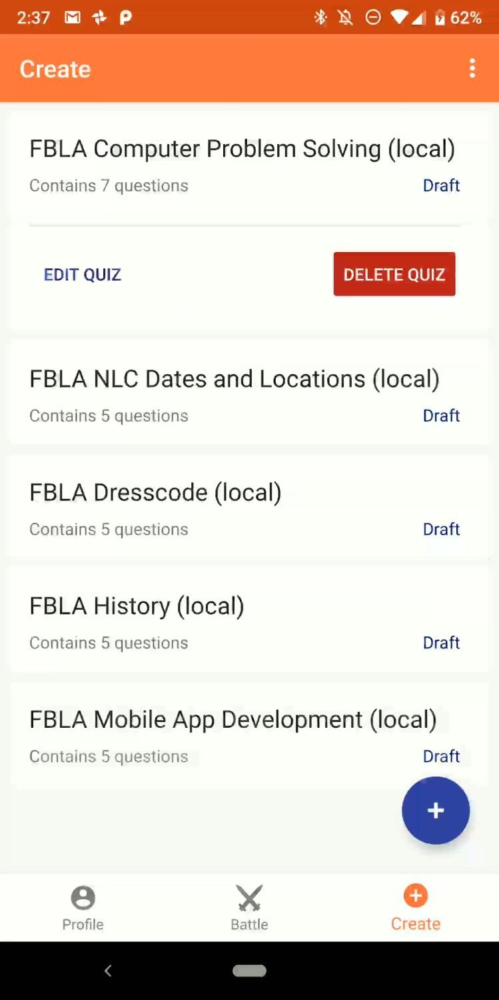 2:37 62%
Create
FBLA Computer Problem Solving (local)
Contains 7 questions Draft
EDIT QUIZ DELETE QUIZ
FBLA NLC Dates and Locations (local)
Contains 5 questions Draft
FBLA Dresscode (local)
Contains 5 questions Draft
FBLA History (local)
Contains 5 questions Draft
FBLA Mobile App Development (local)
Contains 5 questions Draft
Profile Battle Create